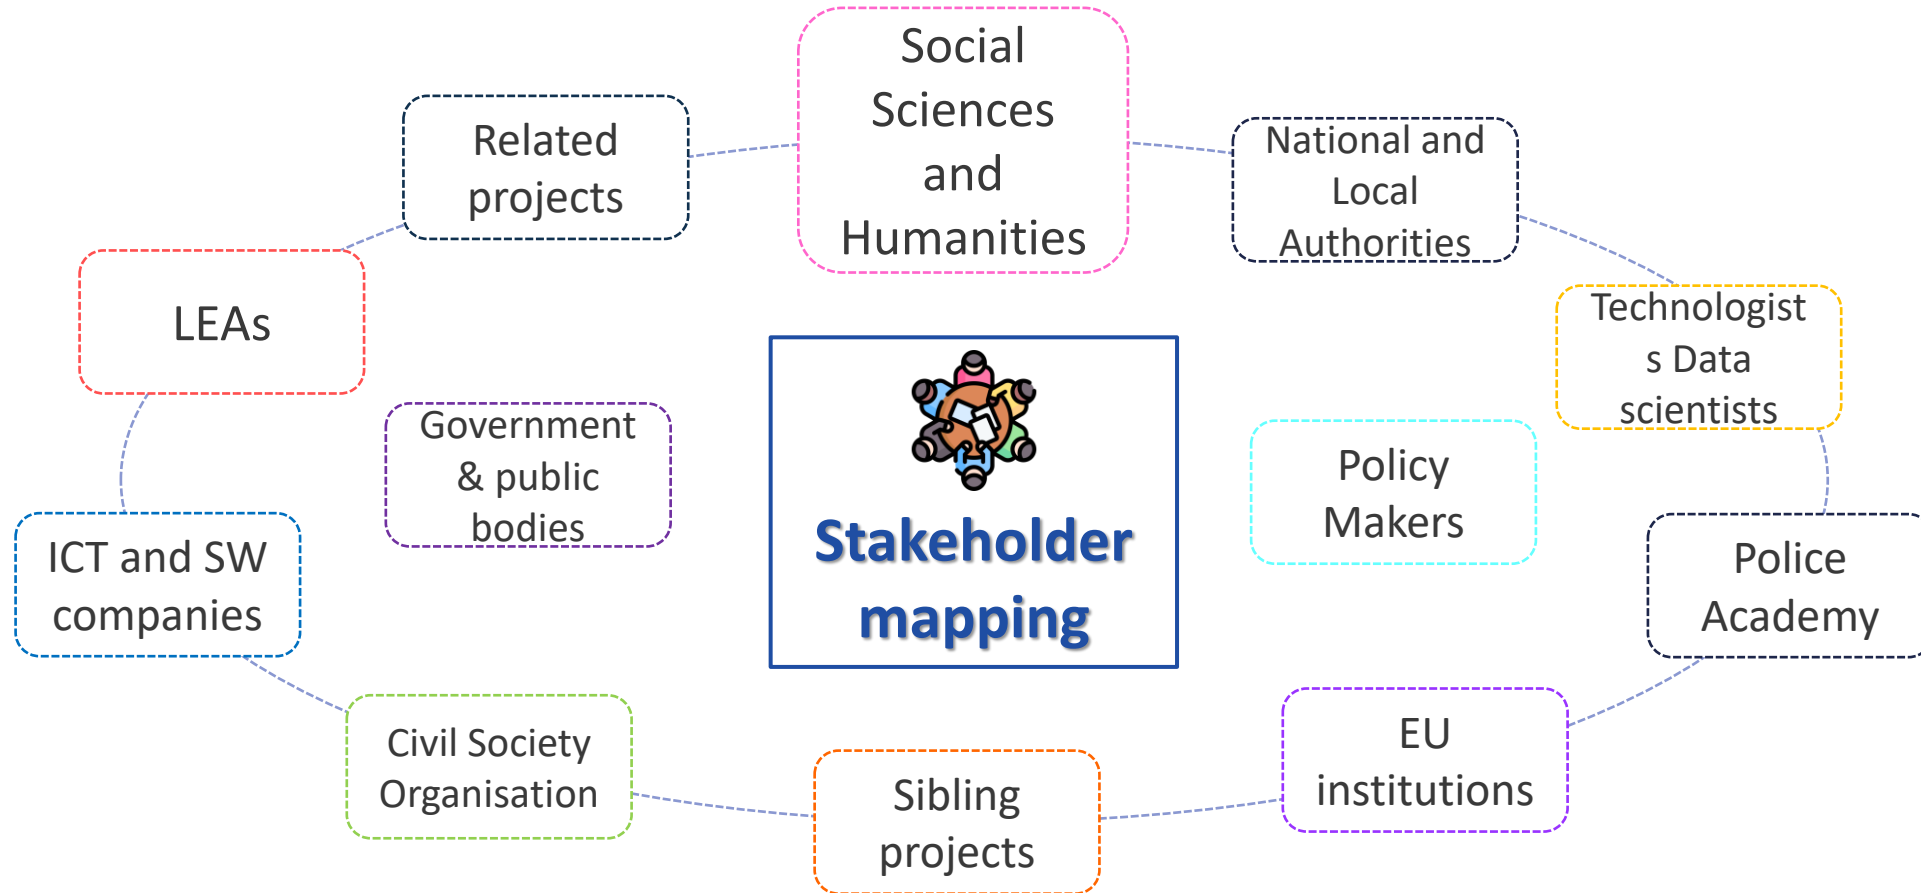 Social
Sciences
and
Humanities
Related
projects
National and
Local
Authorities
LEAs
Technologist
s Data
scientists
Government
& public
bodies
Stakeholder
mapping
Policy
Makers
ICT and SW
companies
Police
Academy
Civil Society
Organisation
Sibling
projects
EU
institutions